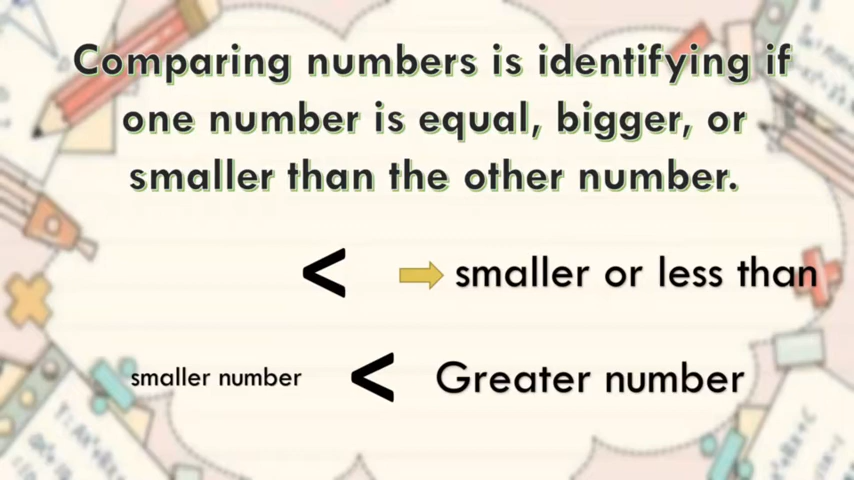 Comparing numbers is identifying if
one number is equal, bigger, or
smaller than the other number.
< smaller or less than
smaller number < Greater number